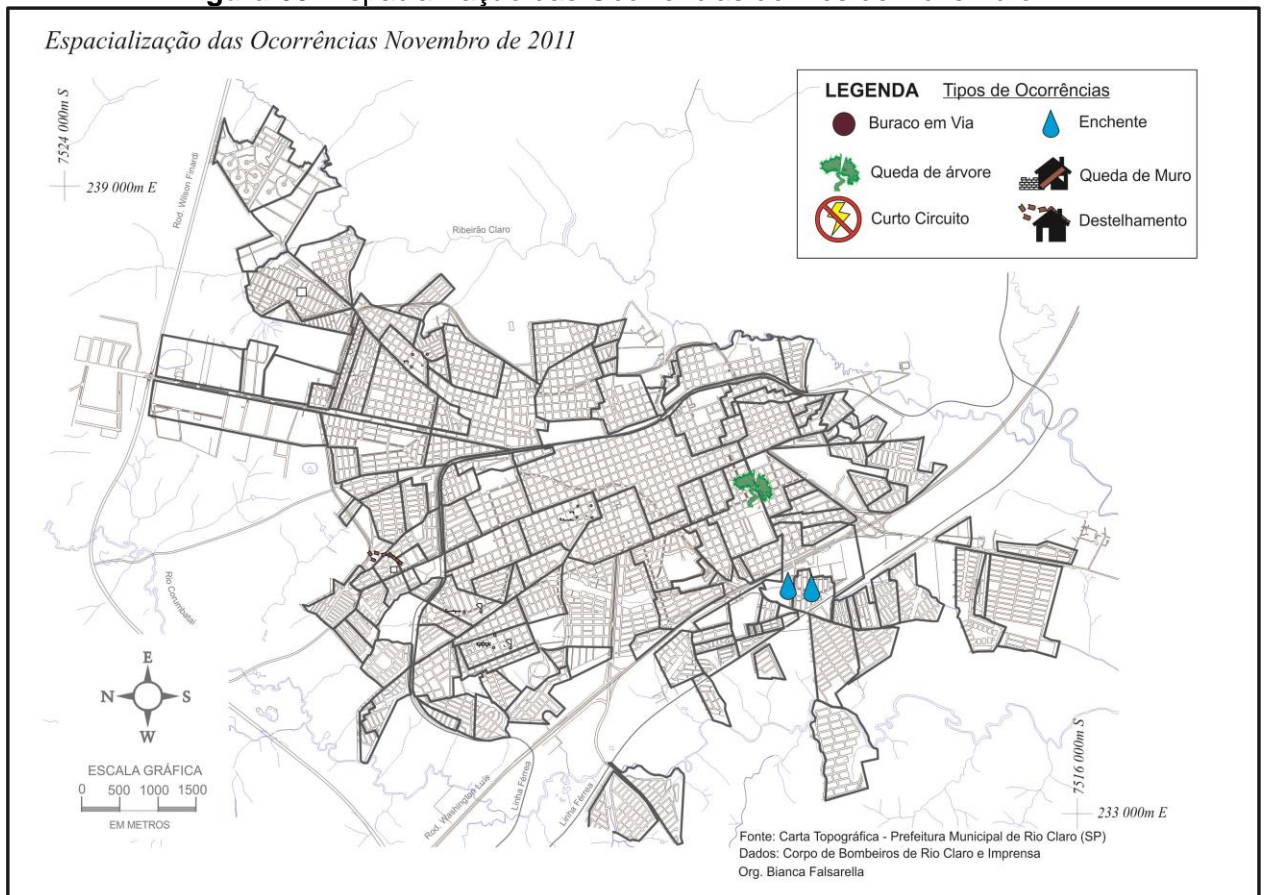 Espacialização das Ocorrências Novembro de 2011
LEGENDA Tipos de Ocorrências
Buraco em Via
Enchente
Queda de árvore
Queda de Muro
Curto Circuito
Destelhamento
7524 000m S
239 000m E
Rod. Wilson Finardi
Ribeirão Claro
Rio Corumbataí
E
N S
W
ESCALA GRÁFICA
0 500 1000 1500
EM METROS
Rod. Washington Luís
Linha Férrea
Linha Férrea
7516 000m S
233 000m E
Fonte: Carta Topográfica - Prefeitura Municipal de Rio Claro (SP)
Dados: Corpo de Bombeiros de Rio Claro e Imprensa
Org. Bianca Falsarella